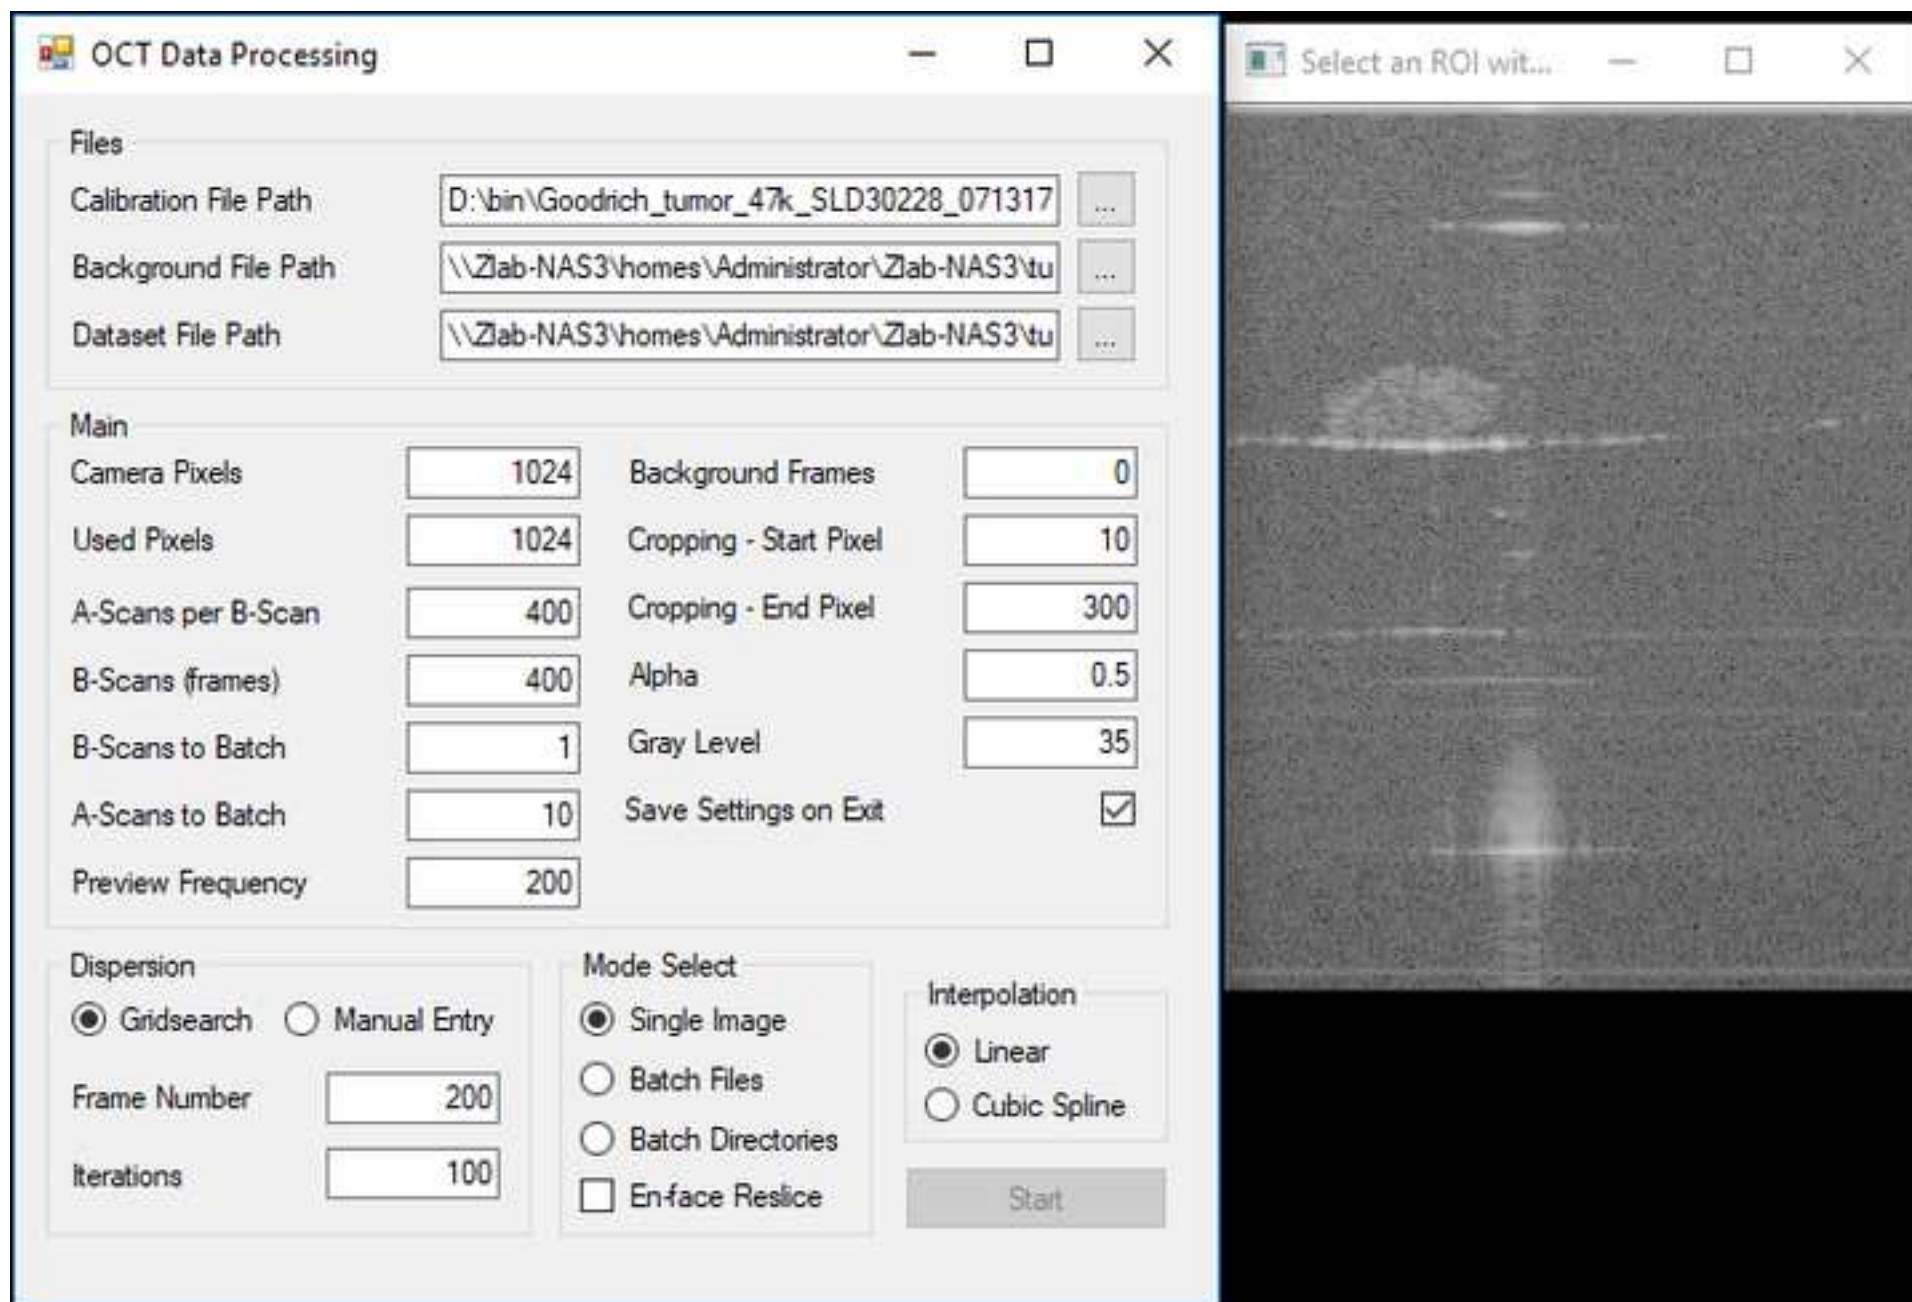 OCT Data Processing
Select an ROI wit...
Files
Calibration File Path D:\bin\Goodrich_tumor_47k_SLD30228_071317 ...
Background File Path \\Zlab-NAS3\homes\Administrator\Zlab-NAS3\tu ...
Dataset File Path \\Zlab-NAS3\homes\Administrator\Zlab-NAS3\tu ...
Main
Camera Pixels 1024 Background Frames 0
Used Pixels 1024 Cropping - Start Pixel 10
A-Scans per B-Scan 400 Cropping - End Pixel 300
B-Scans (frames) 400 Alpha 0.5
B-Scans to Batch 1 Gray Level 35
A-Scans to Batch 10 Save Settings on Exit
Preview Frequency 200
Dispersion
Gridsearch Manual Entry
Frame Number 200
Iterations 100
Mode Select
Single Image
Batch Files
Batch Directories
En-face Reslice
Interpolation
Linear
Cubic Spline
Start